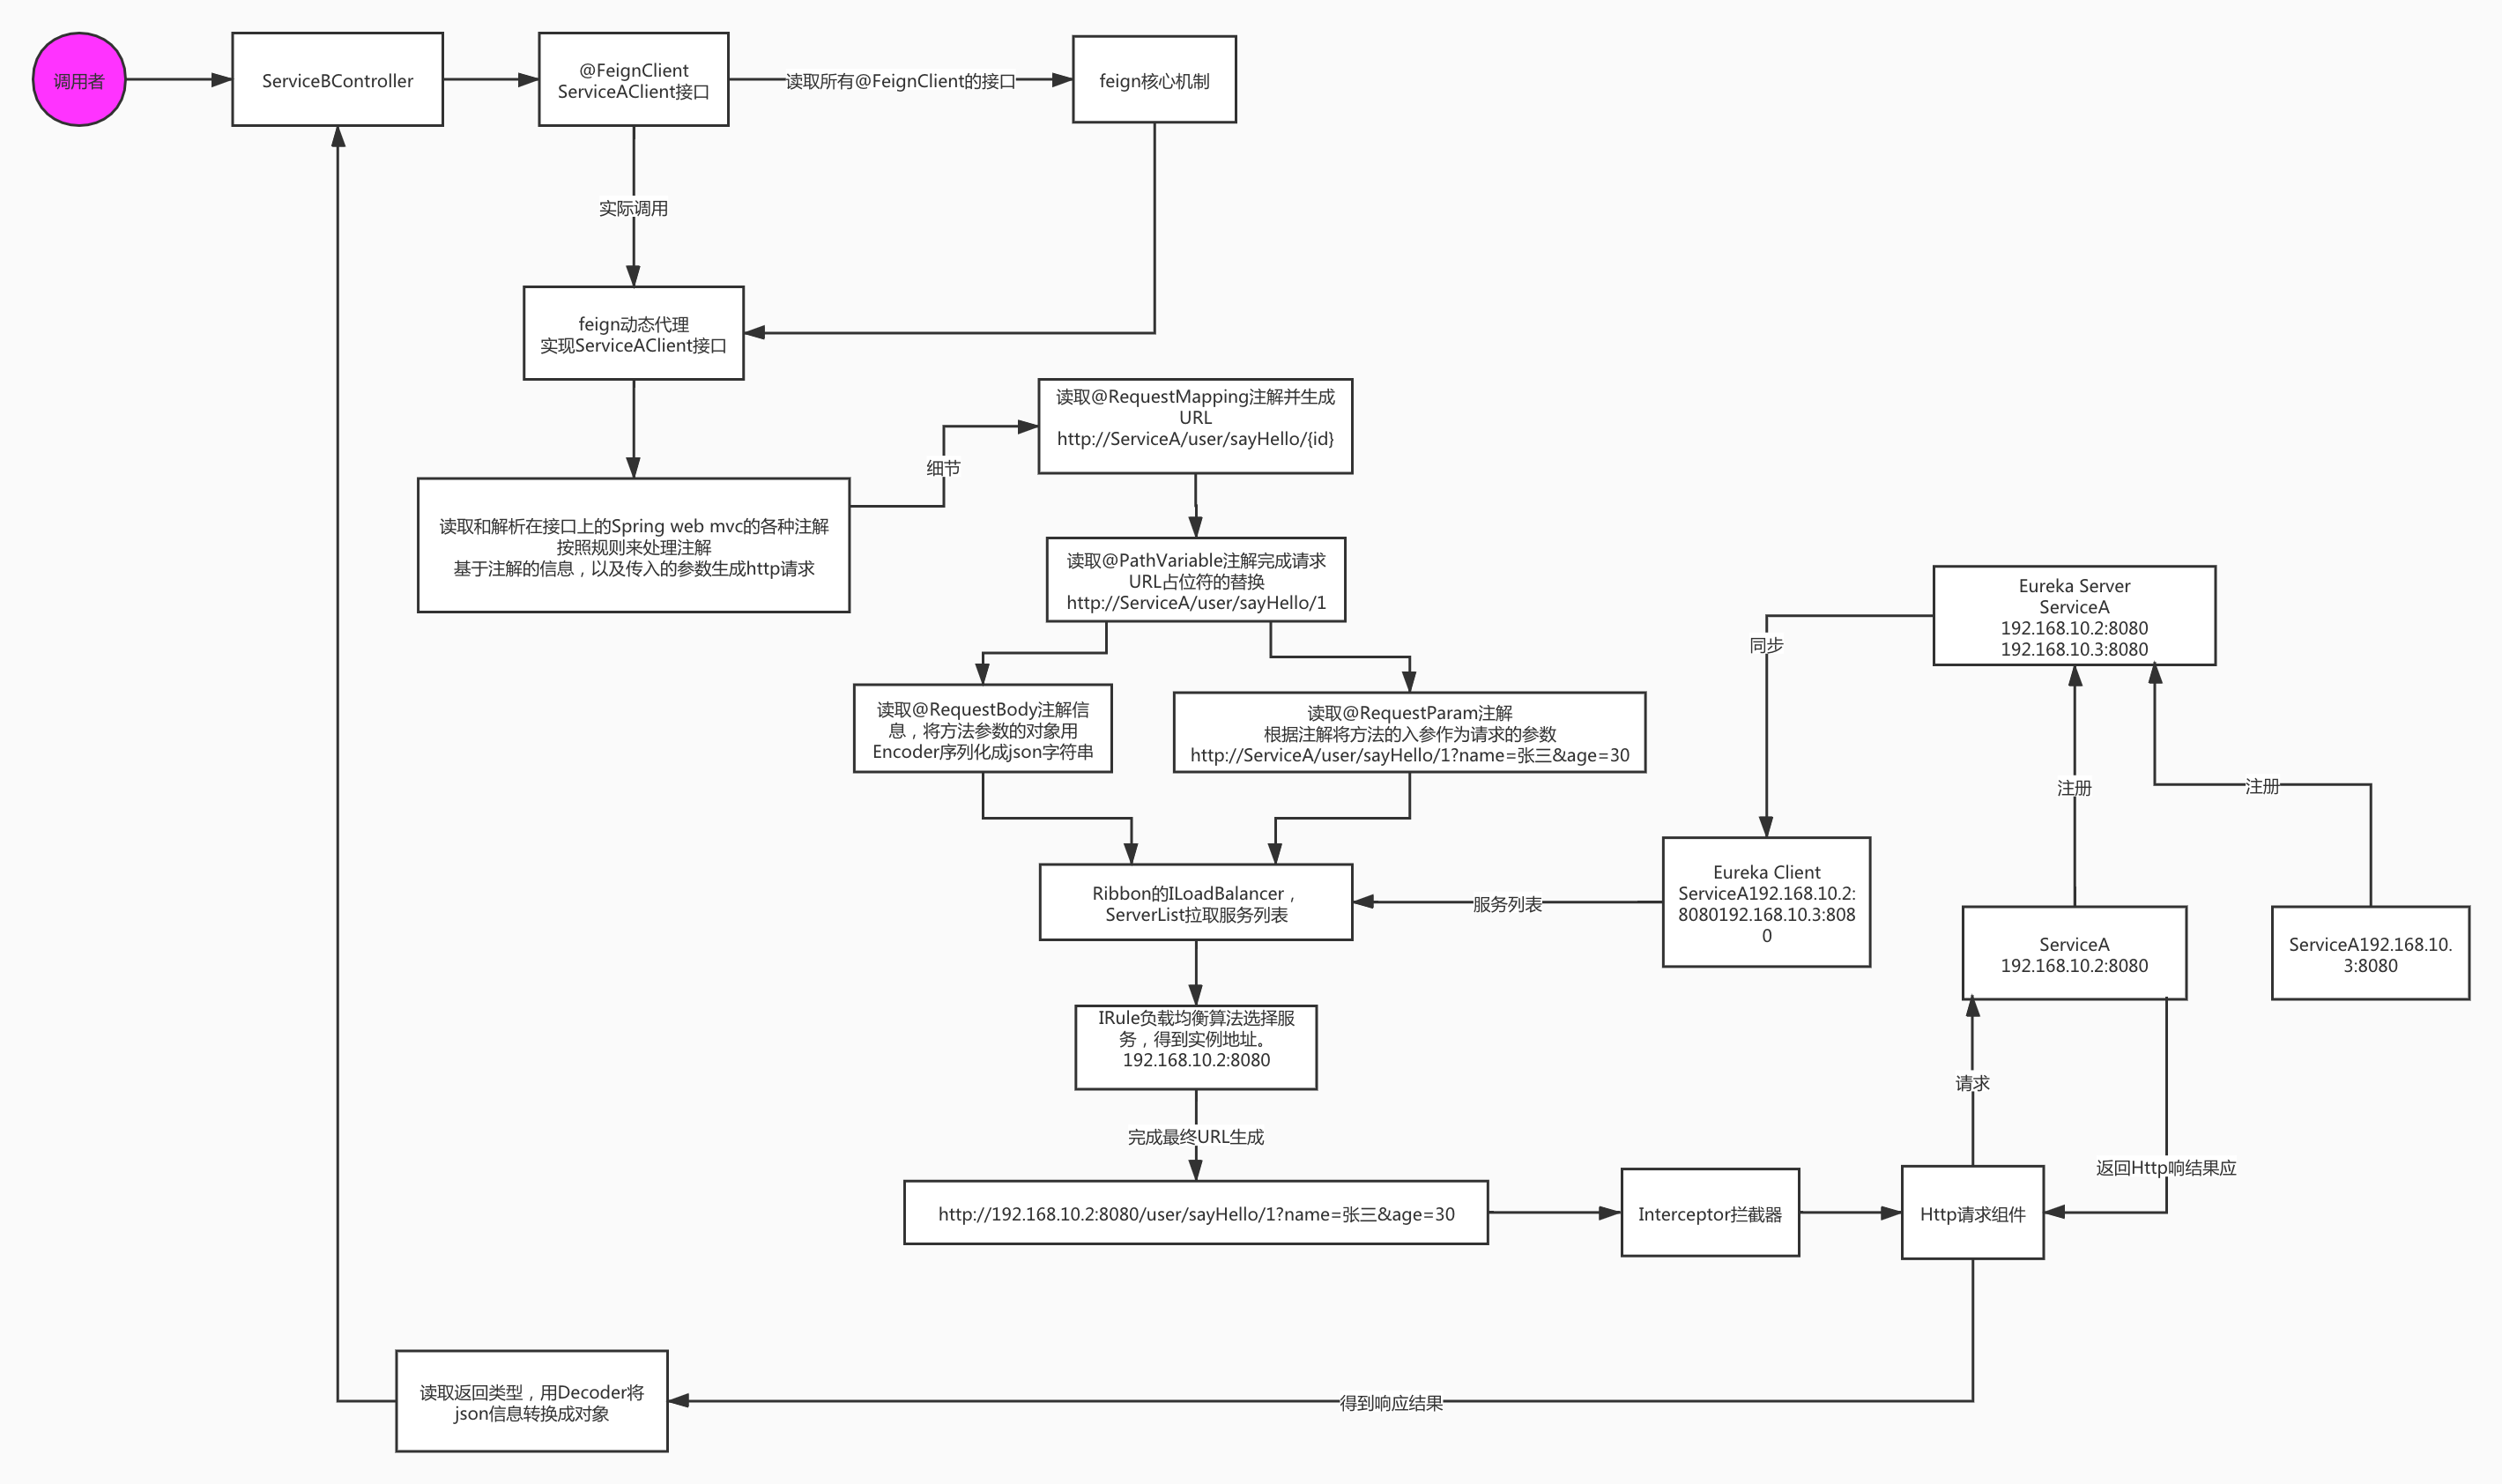 调用者
ServiceBController
@FeignClient
ServiceAClient接口
读取所有@FeignClient的接口
feign核心机制
实际调用
feign动态代理
实现ServiceAClient接口
读取@RequestMapping注解并生成
URL
http://ServiceA/user/sayHello/{id}
细节
读取和解析在接口上的Spring web mvc的各种注解
按照规则来处理注解
基于注解的信息，以及传入的参数生成http请求
读取@PathVariable注解完成请求
URL占位符的替换
http://ServiceA/user/sayHello/1
Eureka Server
ServiceA
192.168.10.2:8080
192.168.10.3:8080
同步
读取@RequestBody注解信
息，将方法参数的对象用
Encoder序列化成json字符串
读取@RequestParam注解
根据注解将方法的入参作为请求的参数
http://ServiceA/user/sayHello/1?name=张三&age=30
注册
注册
Ribbon的ILoadBalancer，
ServerList拉取服务列表
服务列表
Eureka Client
ServiceA192.168.10.2:
8080192.168.10.3:808
0
ServiceA
192.168.10.2:8080
ServiceA192.168.10.
3:8080
IRule负载均衡算法选择服
务，得到实例地址。
192.168.10.2:8080
请求
完成最终URL生成
返回Http响结果应
http://192.168.10.2:8080/user/sayHello/1?name=张三&age=30
Interceptor拦截器
Http请求组件
读取返回类型，用Decoder将
json信息转换成对象
得到响应结果